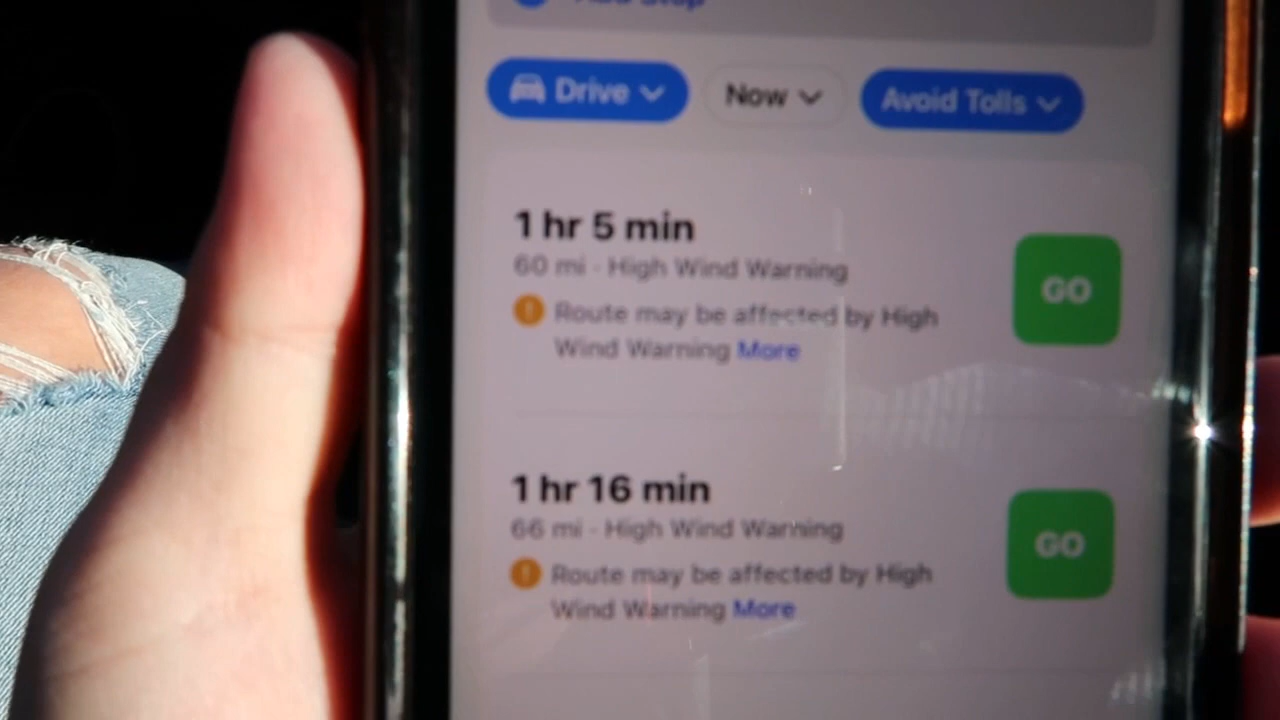 Add Stop
Drive Now Avoid Tolls
1 hr 5 min
60 mi · High Wind Warning
! Route may be affected by High
Wind Warning More
GO
1 hr 16 min
66 mi · High Wind Warning
! Route may be affected by High
Wind Warning More
GO